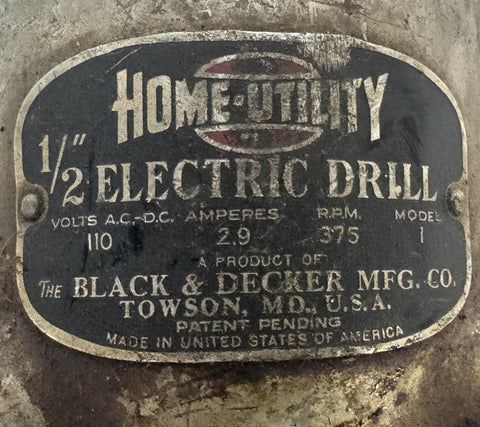 HOME-UTILITY
1/2" ELECTRIC DRILL
VOLTS A.C.-D.C. AMPERES R.P.M. MODEL
110 2.9 375 1
A PRODUCT OF
THE BLACK & DECKER MFG. CO.
TOWSON, MD., U.S.A.
PATENT PENDING
MADE IN UNITED STATES OF AMERICA